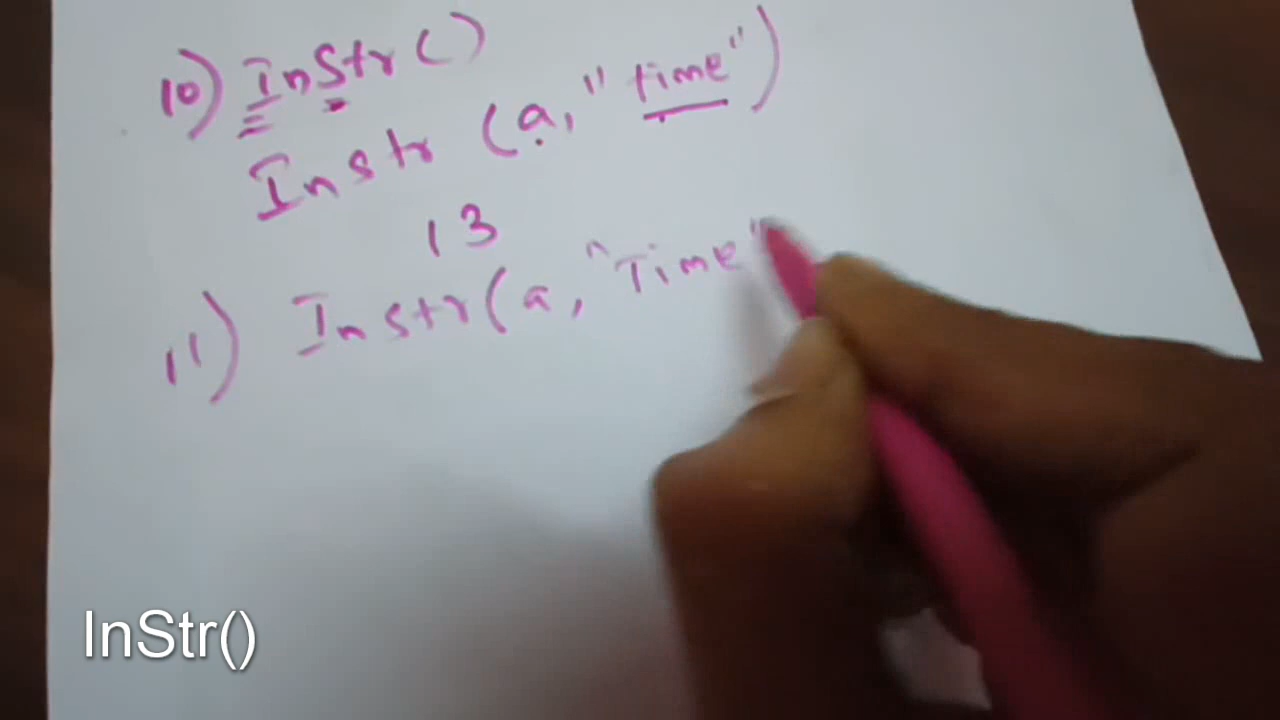 10) InStr()
Instr (a, "time")
13
11) Instr(a, "Time"
InStr()